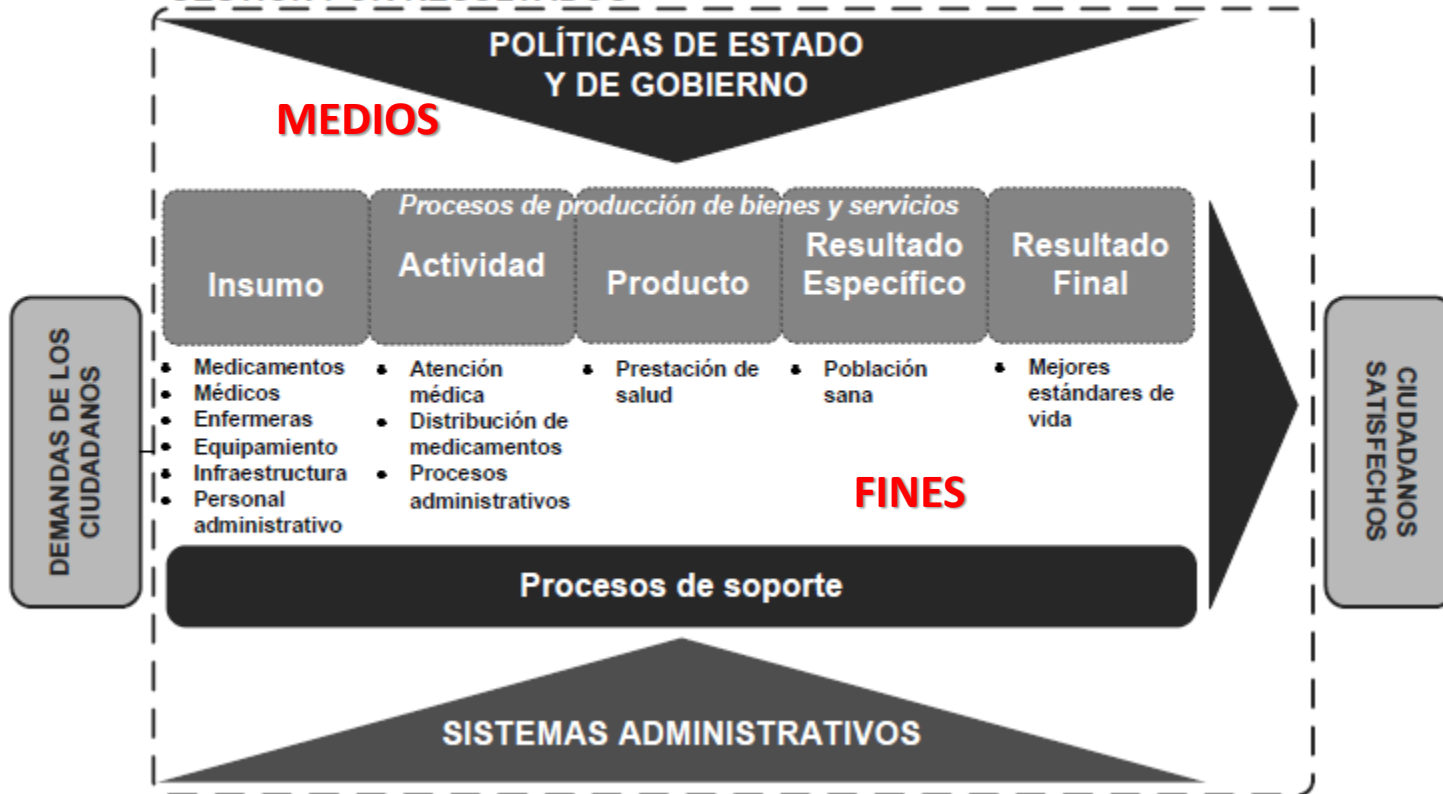 POLÍTICAS DE ESTADO
Y DE GOBIERNO
MEDIOS
Procesos de producción de bienes y servicios
Insumo
Actividad
Producto
Resultado
Específico
Resultado
Final
DEMANDAS DE LOS
CIUDADANOS
• Medicamentos
• Médicos
• Enfermeras
• Equipamiento
• Infraestructura
• Personal
administrativo
• Atención
médica
• Distribución de
medicamentos
• Procesos
administrativos
• Prestación de
salud
• Población
sana
• Mejores
estándares de
vida
FINES
CIUDADANOS
SATISFECHOS
Procesos de soporte
SISTEMAS ADMINISTRATIVOS